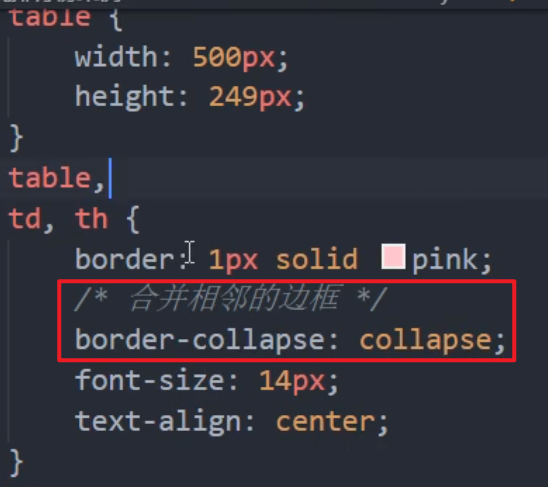 table {
width: 500px;
height: 249px;
}
table,
td, th {
border: 1px solid pink;
/* 合并相邻的边框 */
border-collapse: collapse;
font-size: 14px;
text-align: center;
}